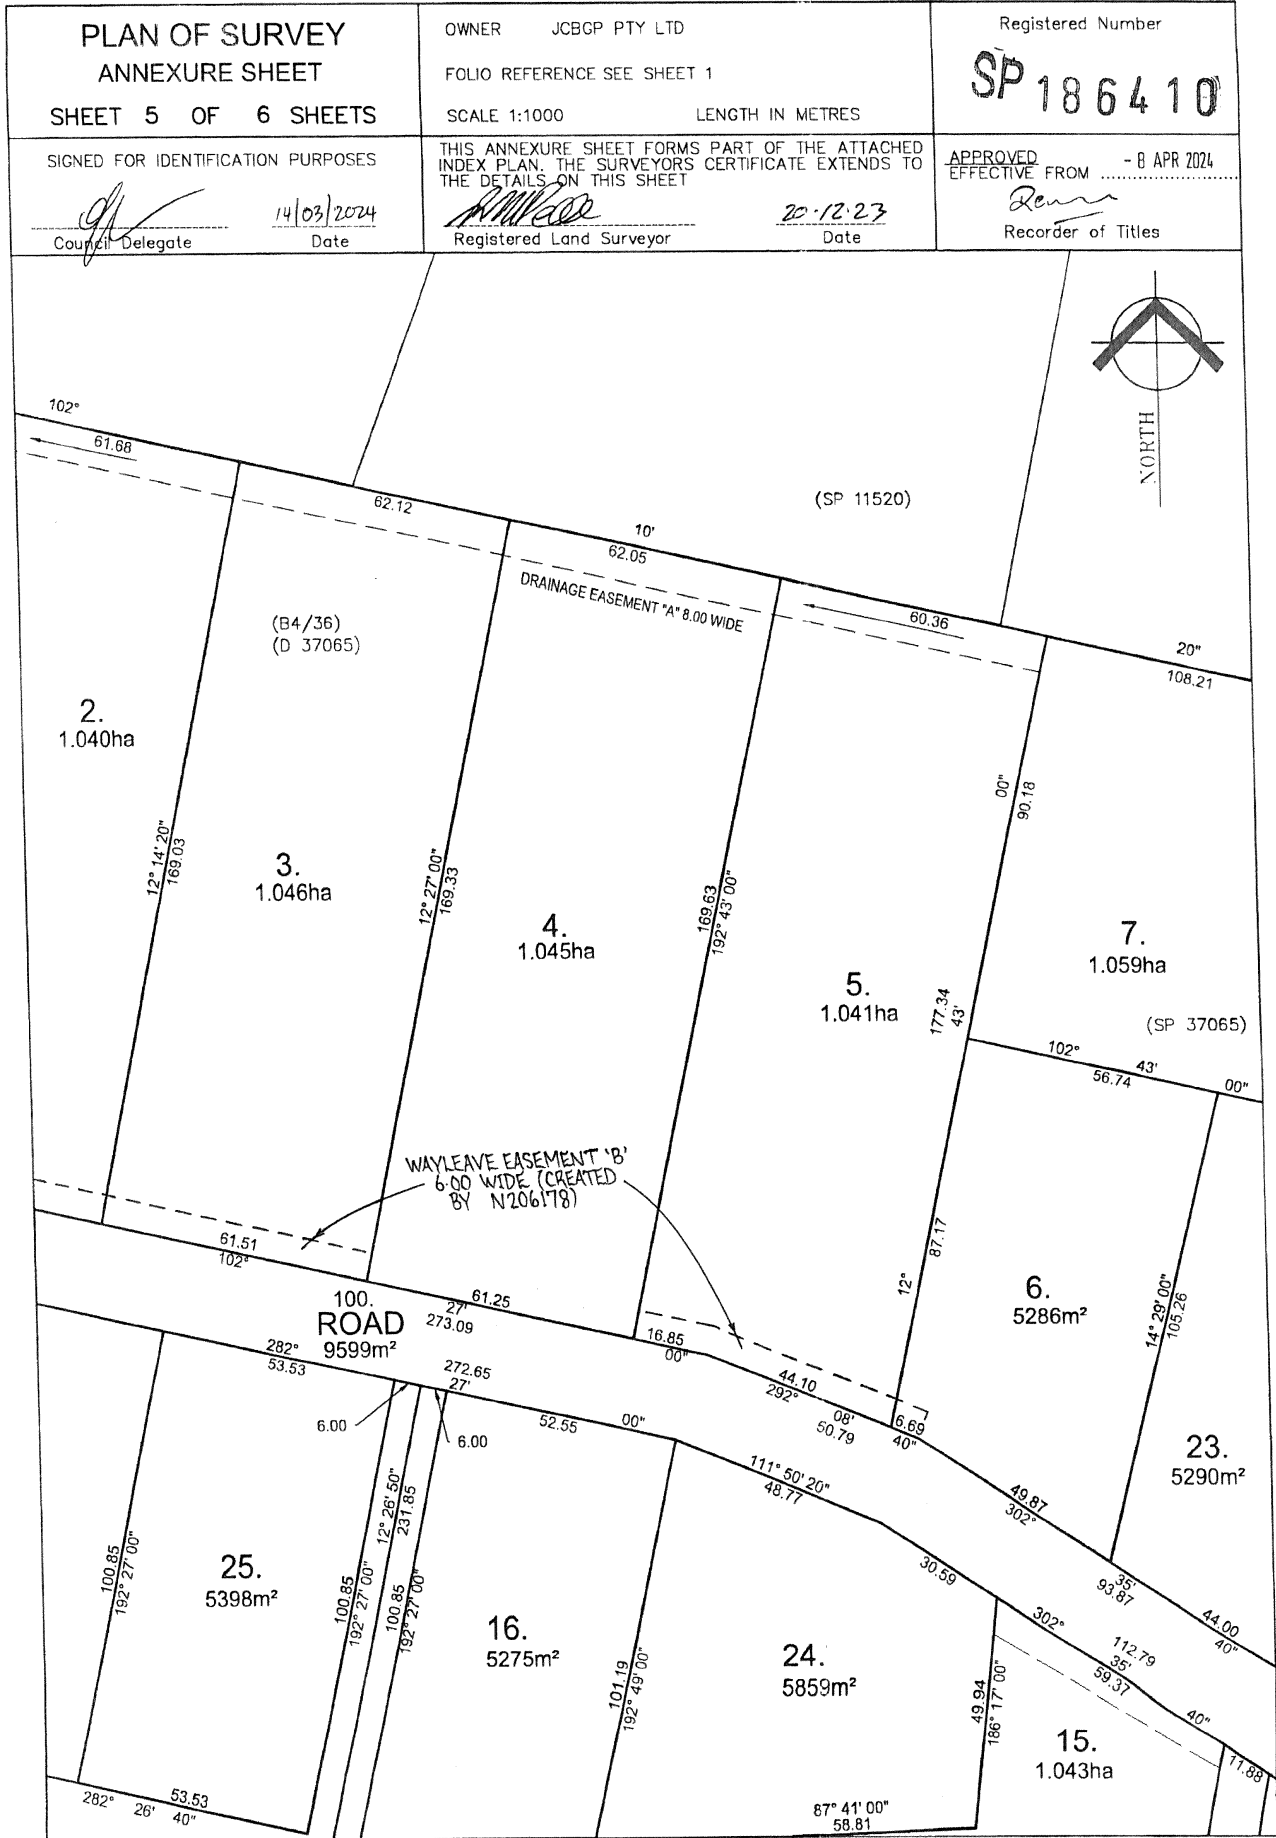 PLAN OF SURVEY
ANNEXURE SHEET
SHEET 5 OF 6 SHEETS
OWNER JCBGP PTY LTD
FOLIO REFERENCE SEE SHEET 1
SCALE 1:1000 LENGTH IN METRES
Registered Number
SP 186410
SIGNED FOR IDENTIFICATION PURPOSES
14/03/2024
Council Delegate Date
THIS ANNEXURE SHEET FORMS PART OF THE ATTACHED
INDEX PLAN. THE SURVEYORS CERTIFICATE EXTENDS TO
THE DETAILS ON THIS SHEET
20-12-23
Registered Land Surveyor Date
APPROVED
EFFECTIVE FROM - 8 APR 2024
Recorder of Titles
NORTH
102°
61.68
62.12
10'
62.05
(SP 11520)
DRAINAGE EASEMENT "A" 8.00 WIDE
60.36
20"
108.21
(B4/36)
(D 37065)
2.
1.040ha
12° 14' 20"
169.03
3.
1.046ha
12° 27' 00"
169.33
4.
1.045ha
169.63
192° 43' 00"
5.
1.041ha
00"
90.18
177.34
43'
7.
1.059ha
(SP 37065)
102° 43' 00"
56.74
WAYLEAVE EASEMENT 'B'
6.00 WIDE (CREATED
BY N206178)
87.17
12°
6.
5286m²
14° 29' 00"
105.26
61.51
102°
100.
ROAD
9599m²
61.25
27'
273.09
16.85
00"
44.10
292°
08'
50.79
6.69
40"
23.
5290m²
282°
53.53
272.65
27'
6.00
6.00
52.55
00"
111° 50' 20"
48.77
49.87
302°
35'
93.87
44.00
40"
30.59
302°
112.79
35'
59.37
40"
11.88
100.85
192° 27' 00"
25.
5398m²
100.85
192° 27' 00"
12° 26' 50"
231.85
100.85
192° 27' 00"
16.
5275m²
101.19
192° 49' 00"
24.
5859m²
49.94
186° 17' 00"
15.
1.043ha
53.53
282° 26' 40"
87° 41' 00"
58.81